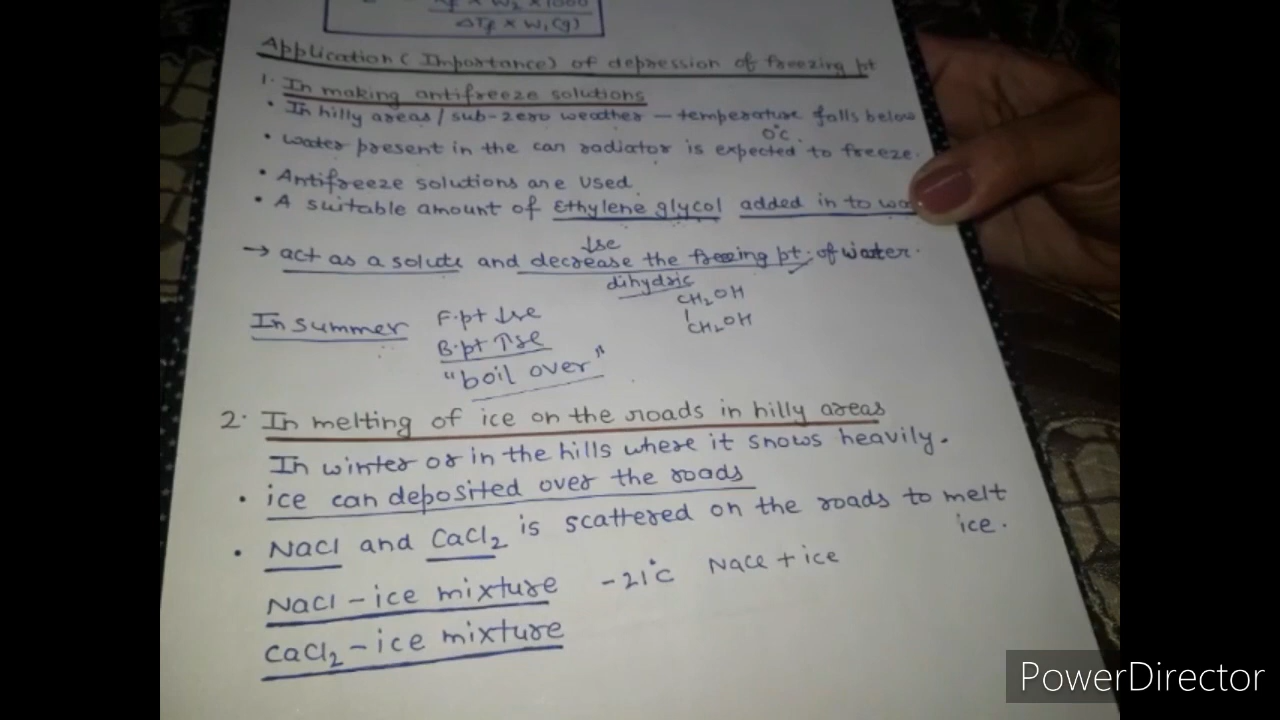 W₂ × 1000
ΔTf × W₁(g)
Application (Importance) of depression of freezing pt
1. In making antifreeze solutions
• In hilly areas / sub-zero weather — temperature falls below
0°C.
• water present in the car radiator is expected to freeze.
• Antifreeze solutions are used.
• A suitable amount of Ethylene glycol added in to
↓se
→ act as a solute and decrease the freezing pt. of water.
dihydric
CH₂OH
CH₂OH
In summer F.pt ↓se
B.pt ↑se
"boil over"
2. In melting of ice on the roads in hilly areas
In winter or in the hills where it snows heavily.
• ice can deposited over the roads
• NaCl and CaCl₂ is scattered on the roads to melt
ice.
NaCl - ice mixture -21°C NaCl + ice
CaCl₂ - ice mixture
PowerDirector